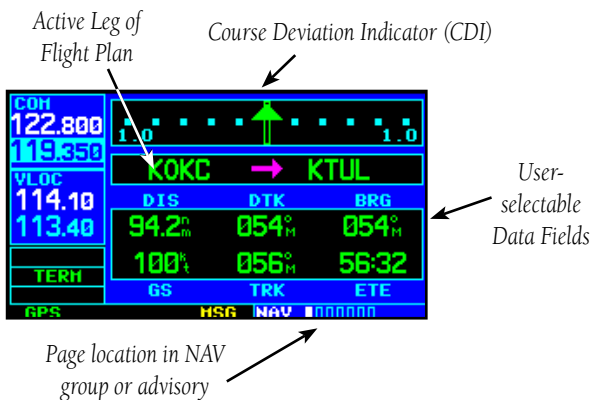 Active Leg of
Flight Plan
Course Deviation Indicator (CDI)
COM
122.800
119.350
VLOC
114.10
113.40
TERM
GPS
1.0 1.0
KOKC KTUL
DIS DTK BRG
94.2nm 054°M 054°M
100kt 056°M 56:32
GS TRK ETE
MSG NAV
User-
selectable
Data Fields
Page location in NAV
group or advisory